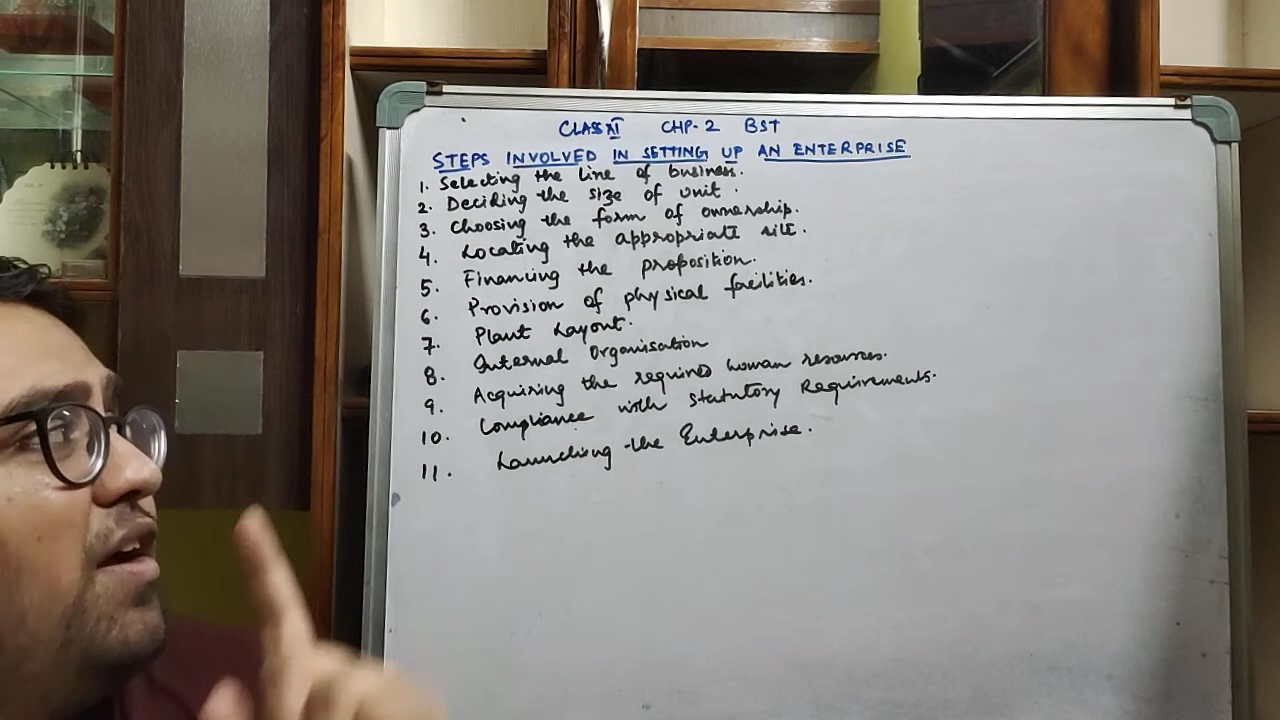 CLASS XI CHP-2 BST
STEPS INVOLVED IN SETTING UP AN ENTERPRISE
1. Selecting the line of business.
2. Deciding the size of unit.
3. Choosing the form of ownership.
4. Locating the appropriate site.
5. Financing the proposition.
6. Provision of physical facilities.
7. Plant Layout.
8. Internal Organisation
9. Acquiring the required human resources.
10. Compliance with Statutory Requirements.
11. Launching the Enterprise.